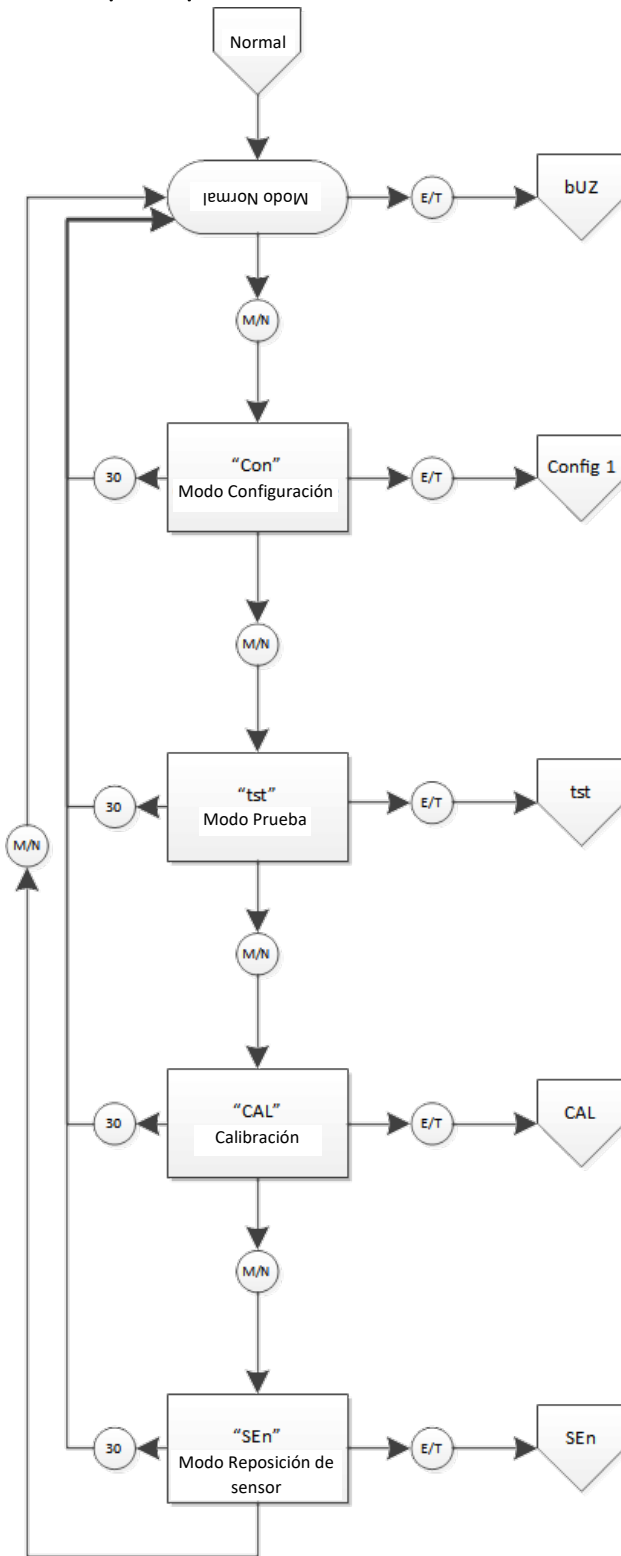 Normal
Modo Normal
E/T
bUZ
M/N
"Con"
Modo Configuración
30
E/T
Config 1
M/N
"tst"
Modo Prueba
30
E/T
tst
M/N
M/N
"CAL"
Calibración
30
E/T
CAL
M/N
"SEn"
Modo Reposición de
sensor
30
E/T
SEn